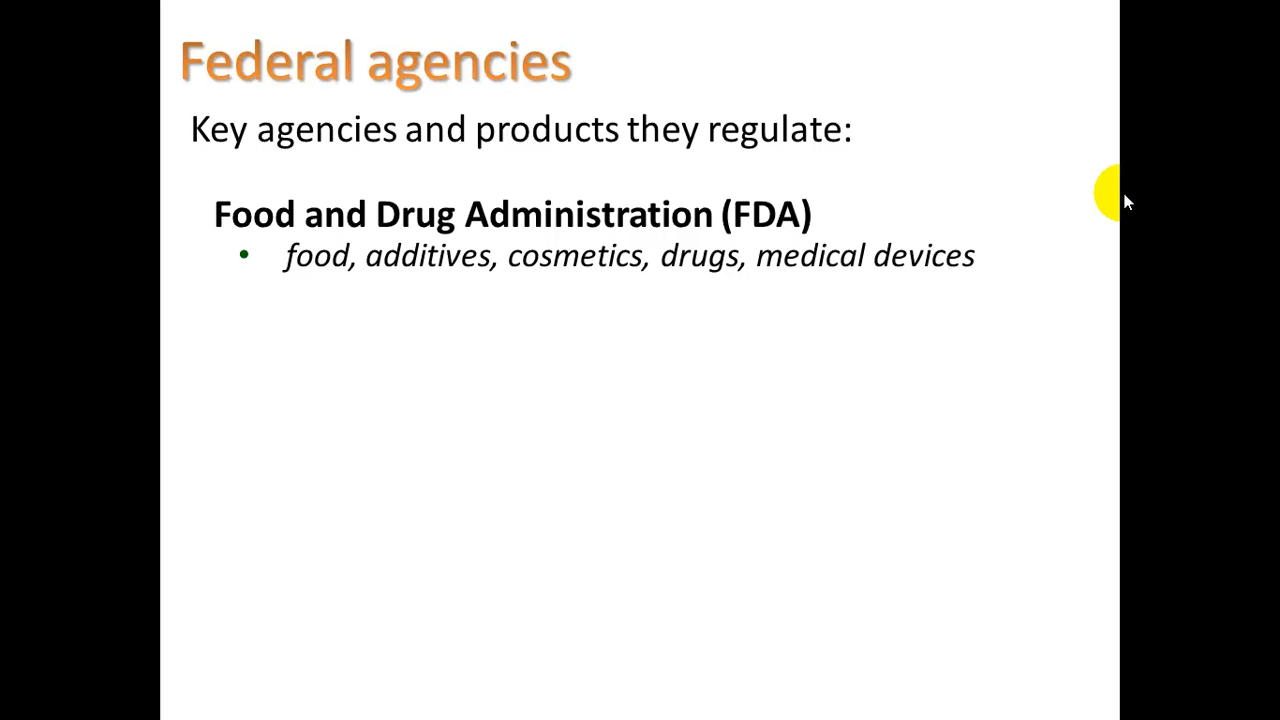 Federal agencies
Key agencies and products they regulate:
Food and Drug Administration (FDA)
• food, additives, cosmetics, drugs, medical devices